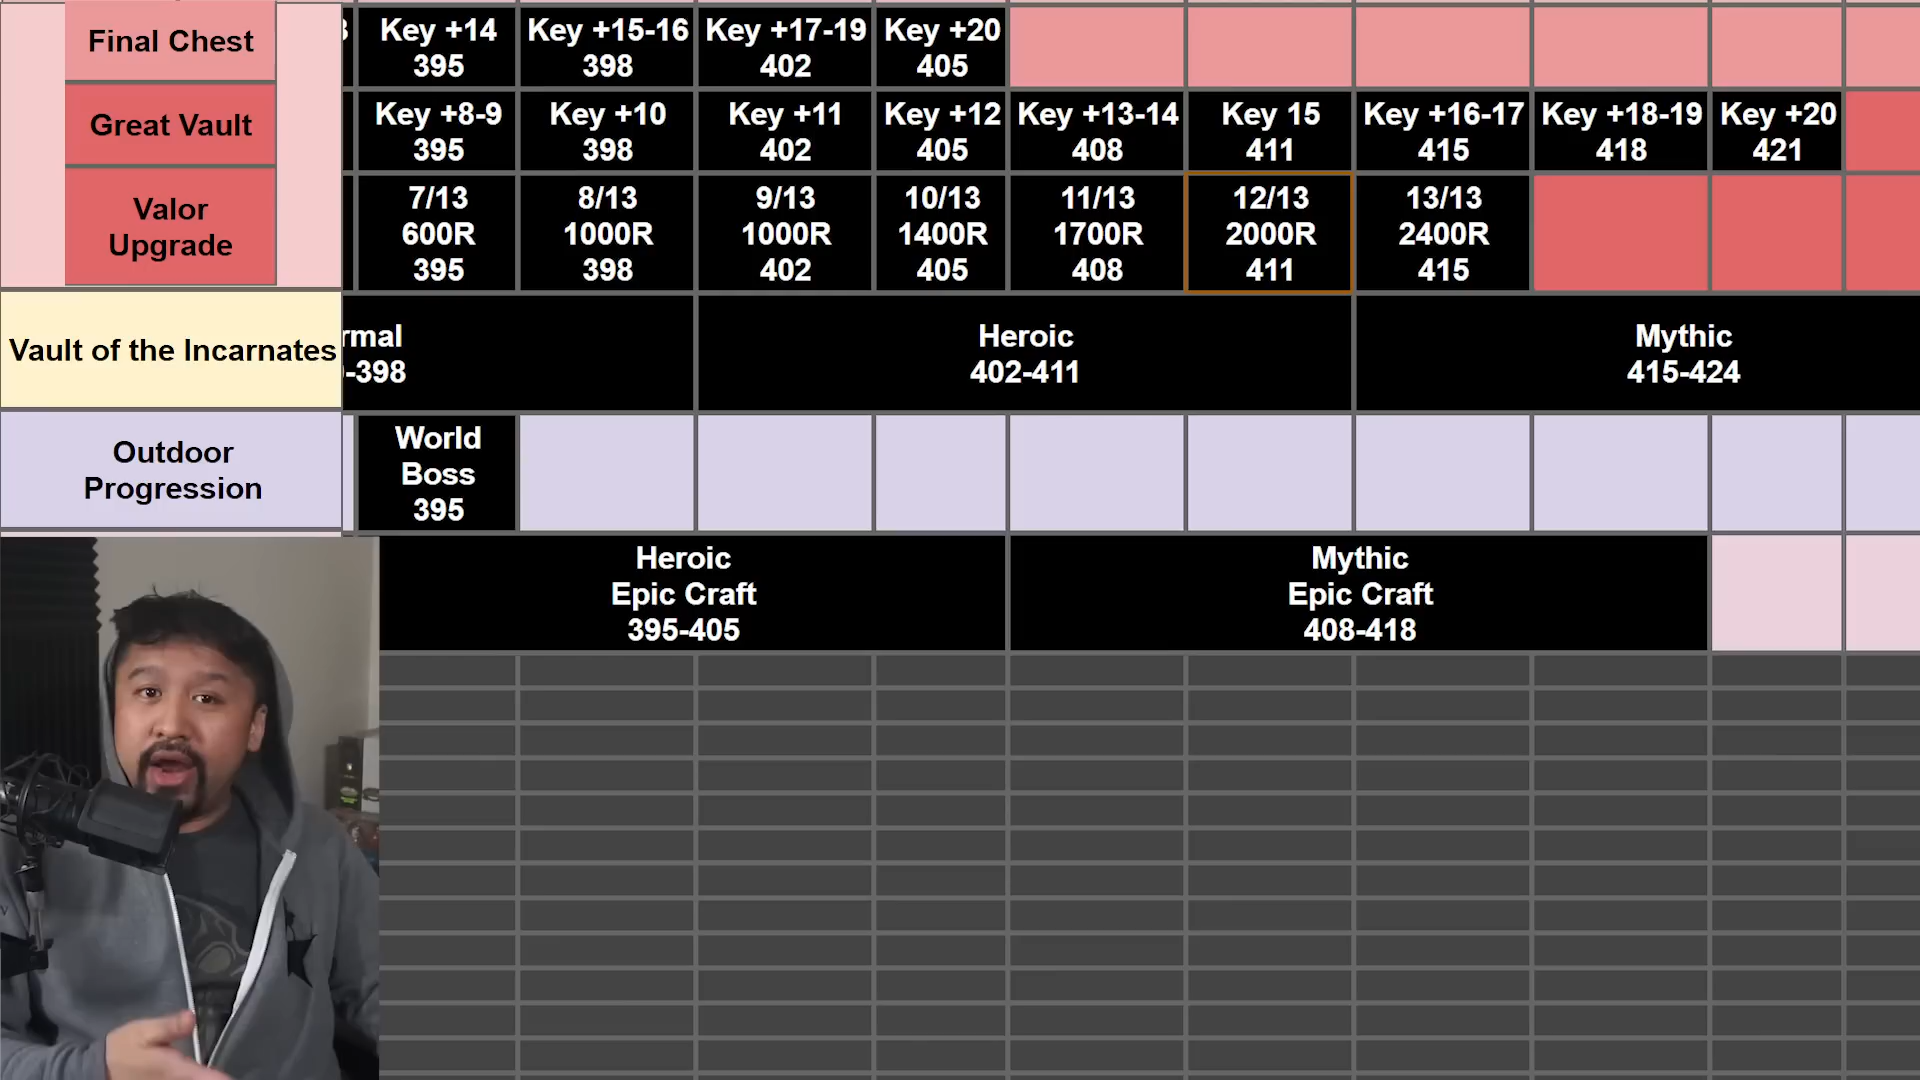 Final Chest
Key +14
395
Key +15-16
398
Key +17-19
402
Key +20
405
Great Vault
Key +8-9
395
Key +10
398
Key +11
402
Key +12
405
Key +13-14
408
Key 15
411
Key +16-17
415
Key +18-19
418
Key +20
421
Valor
Upgrade
7/13
600R
395
8/13
1000R
398
9/13
1000R
402
10/13
1400R
405
11/13
1700R
408
12/13
2000R
411
13/13
2400R
415
Vault of the Incarnates
rmal
-398
Heroic
402-411
Mythic
415-424
Outdoor
Progression
World
Boss
395
Heroic
Epic Craft
395-405
Mythic
Epic Craft
408-418